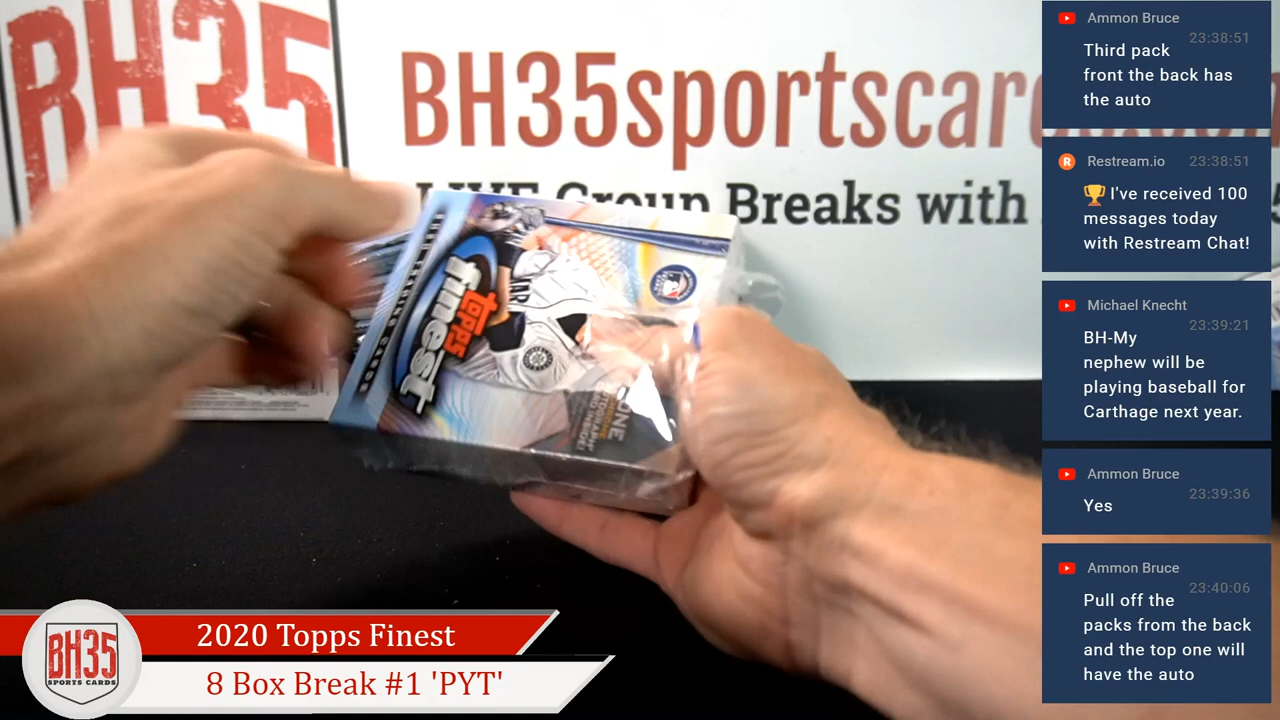 BH35
BH35sportscards.com
LIVE Group Breaks with
topps
finest
ONE
2020 Topps Finest
8 Box Break #1 'PYT'
BH35
SPORTS CARDS
Ammon Bruce
23:38:51
Third pack
front the back has
the auto
Restream.io 23:38:51
🏆 I've received 100
messages today
with Restream Chat!
Michael Knecht
23:39:21
BH-My
nephew will be
playing baseball for
Carthage next year.
Ammon Bruce
23:39:36
Yes
Ammon Bruce
23:40:06
Pull off the
packs from the back
and the top one will
have the auto